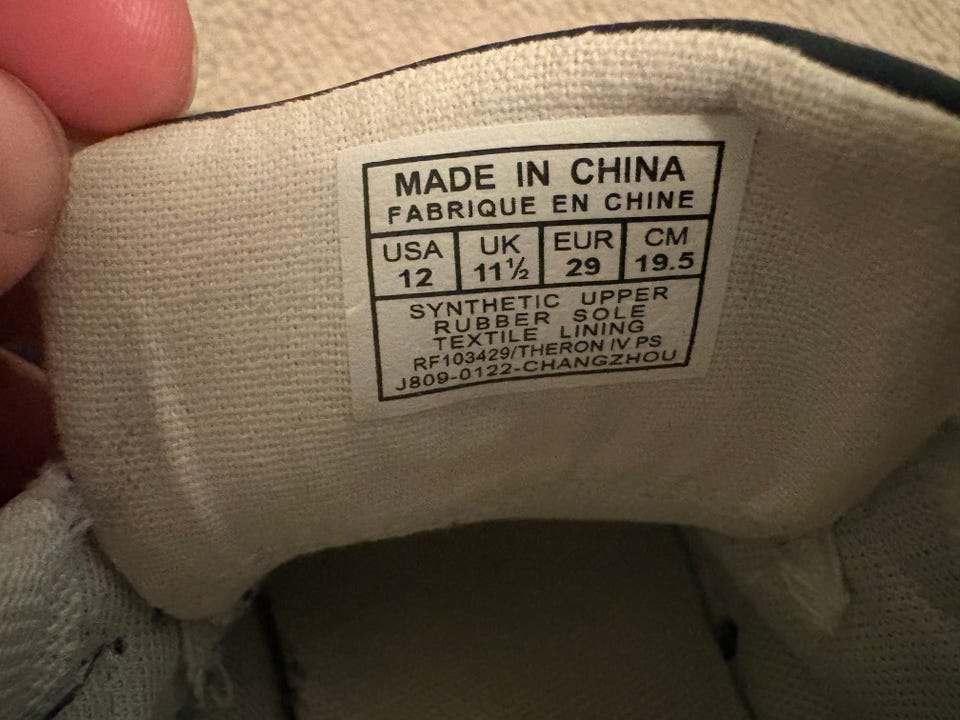 MADE IN CHINA
FABRIQUE EN CHINE
USA UK EUR CM
12 11½ 29 19.5
SYNTHETIC UPPER
RUBBER SOLE
TEXTILE LINING
RF103429/THERON IV PS
J809-0122-CHANGZHOU